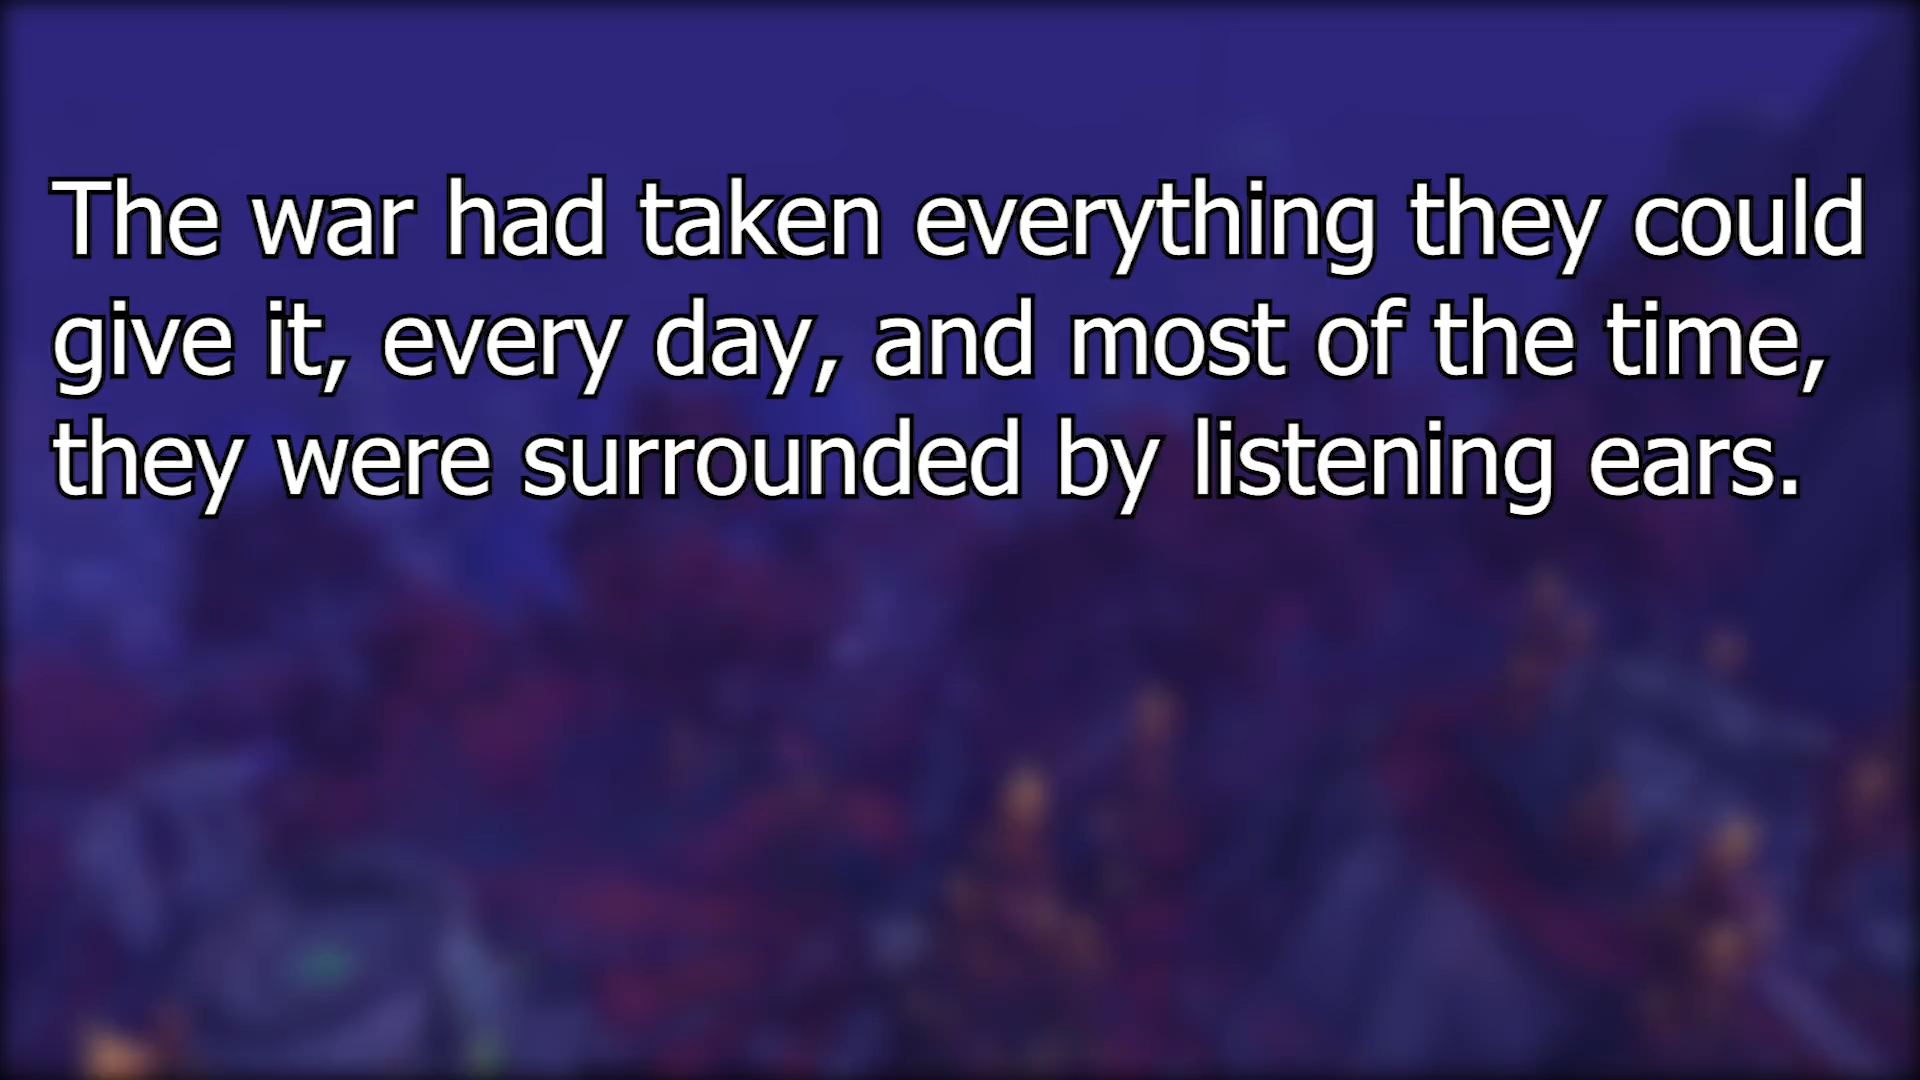 The war had taken everything they could
give it, every day, and most of the time,
they were surrounded by listening ears.